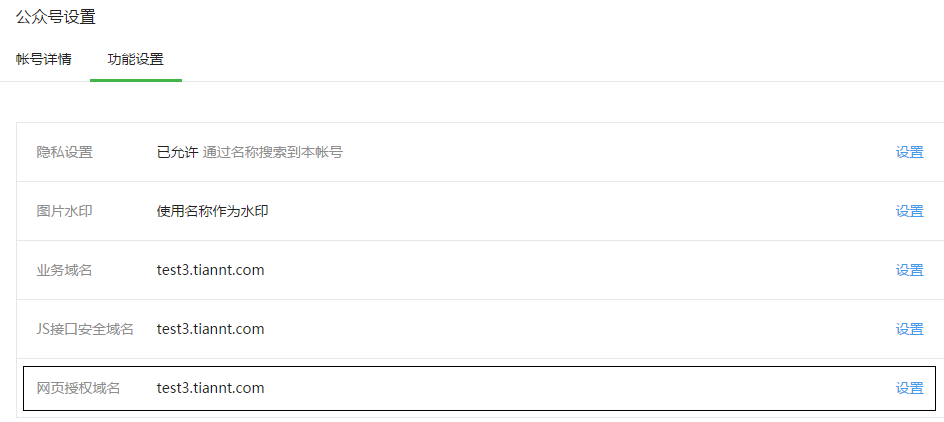 公众号设置
帐号详情 功能设置
隐私设置 已允许 通过名称搜索到本帐号 设置
图片水印 使用名称作为水印 设置
业务域名 test3.tiannt.com 设置
JS接口安全域名 test3.tiannt.com 设置
网页授权域名 test3.tiannt.com 设置